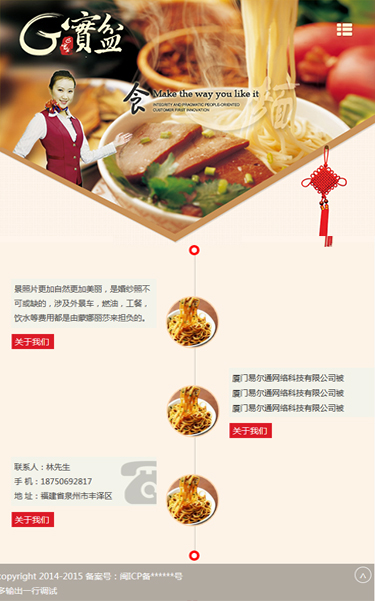 G寶盆
食
Make the way you like it
INTEGRITY AND PRAGMATIC PEOPLE-ORIENTED
CUSTOMER FIRST INNOVATION
景照片更加自然更加美丽，是婚纱照不
可或缺的，涉及外景车，燃油，工餐，
饮水等费用都是由蒙娜丽莎来担负的。
关于我们
厦门易尔通网络科技有限公司被
厦门易尔通网络科技有限公司被
厦门易尔通网络科技有限公司被
关于我们
联系人：林先生
手 机：18750692817
地 址：福建省泉州市丰泽区
关于我们
copyright 2014-2015 备案号：闽ICP备******号
多输出一行调试